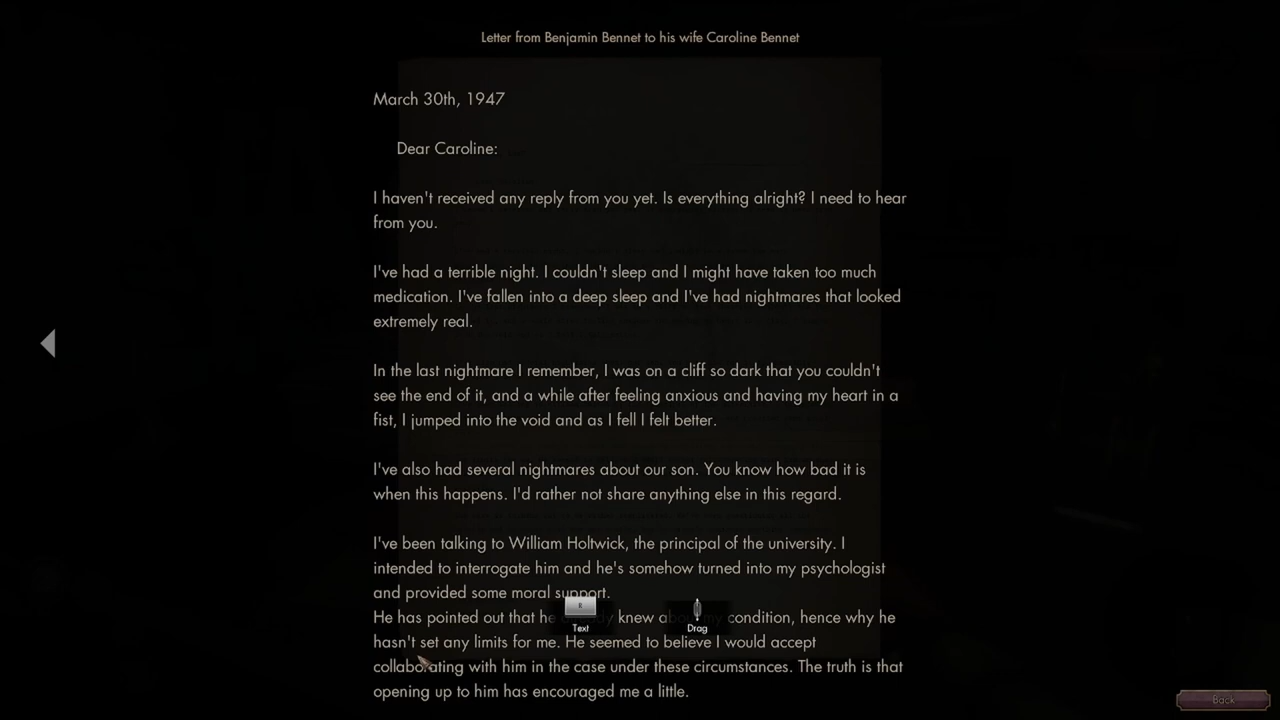 Letter from Benjamin Bennet to his wife Caroline Bennet
March 30th, 1947
Dear Caroline:
I haven't received any reply from you yet. Is everything alright? I need to hear
from you.
I've had a terrible night. I couldn't sleep and I might have taken too much
medication. I've fallen into a deep sleep and I've had nightmares that looked
extremely real.
In the last nightmare I remember, I was on a cliff so dark that you couldn't
see the end of it, and a while after feeling anxious and having my heart in a
fist, I jumped into the void and as I fell I felt better.
I've also had several nightmares about our son. You know how bad it is
when this happens. I'd rather not share anything else in this regard.
I've been talking to William Holtwick, the principal of the university. I
intended to interrogate him and he's somehow turned into my psychologist
and provided some moral support.
He has pointed out that he knew my condition, hence why he
hasn't set any limits for me. He seemed to believe I would accept
collaborating with him in the case under these circumstances. The truth is that
opening up to him has encouraged me a little.
R
Text
Drag
Back